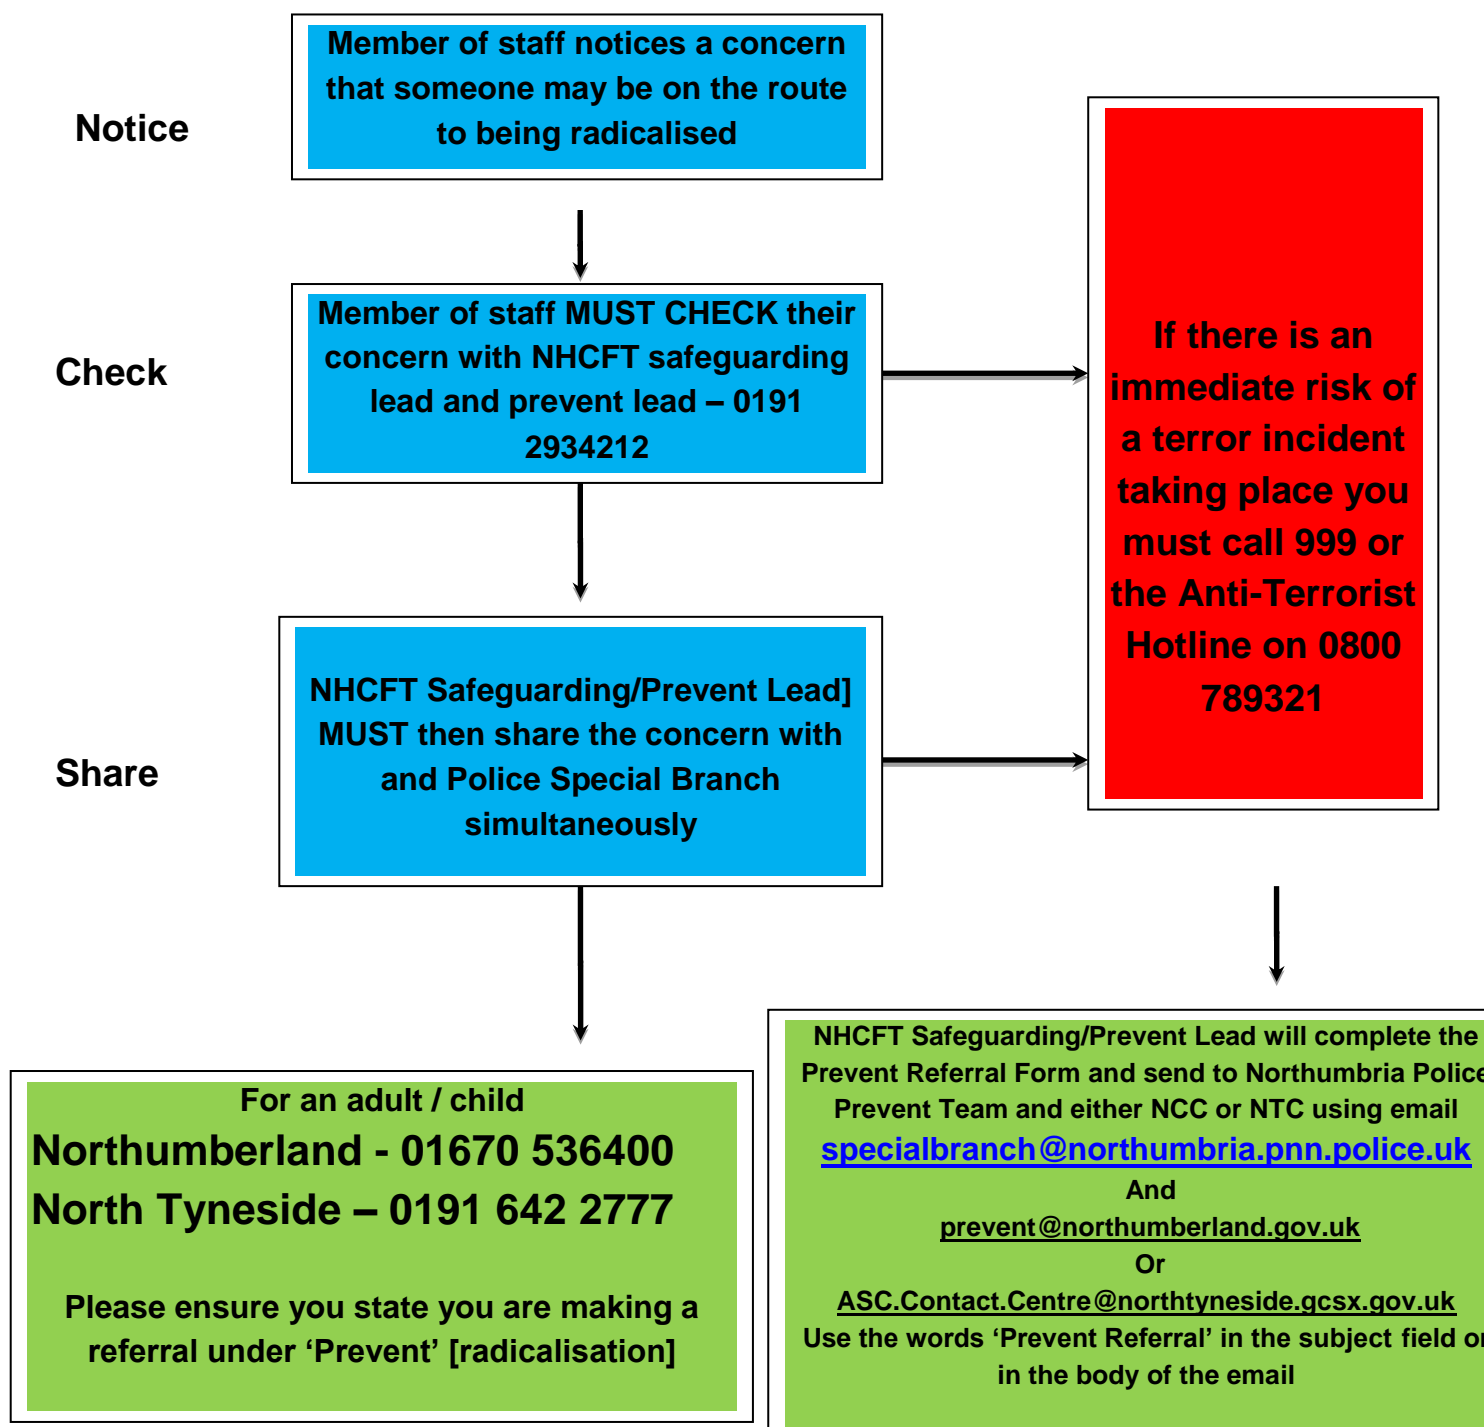 Notice
Member of staff notices a concern
that someone may be on the route
to being radicalised
Check
Member of staff MUST CHECK their
concern with NHCFT safeguarding
lead and prevent lead – 0191
2934212
If there is an
immediate risk of
a terror incident
taking place you
must call 999 or
the Anti-Terrorist
Hotline on 0800
789321
Share
NHCFT Safeguarding/Prevent Lead]
MUST then share the concern with
and Police Special Branch
simultaneously
For an adult / child
Northumberland - 01670 536400
North Tyneside – 0191 642 2777
Please ensure you state you are making a
referral under ‘Prevent’ [radicalisation]
NHCFT Safeguarding/Prevent Lead will complete the
Prevent Referral Form and send to Northumbria Police
Prevent Team and either NCC or NTC using email
specialbranch@northumbria.pnn.police.uk
And
prevent@northumberland.gov.uk
Or
ASC.Contact.Centre@northtyneside.gcsx.gov.uk
Use the words ‘Prevent Referral’ in the subject field or
in the body of the email